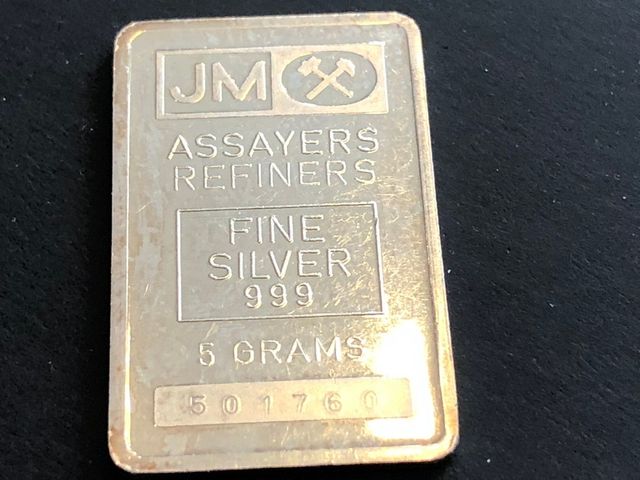 JM
ASSAYERS
REFINERS
FINE
SILVER
999
5 GRAMS
501760